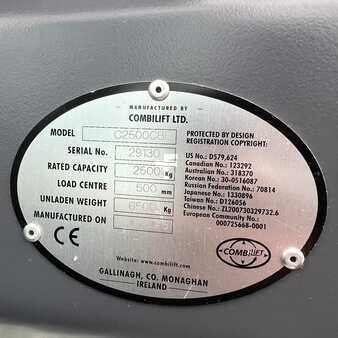 MANUFACTURED BY
COMBILIFT LTD.
MODEL C2500CB
SERIAL No. 29130
RATED CAPACITY 2500 Kg
LOAD CENTRE 500 mm
UNLADEN WEIGHT Kg
MANUFACTURED ON
PROTECTED BY DESIGN
REGISTRATION COPYRIGHT:
US No.: D579,624
Canadian No.: 123292
Australian No.: 318370
Korean No.: 30-0516087
Russian Federation No.: 70814
Japanese No.: 1330896
Taiwan No.: D126056
Chinese No.: ZL200730329732.6
European Community No.:
000725668-0001
CE
COMBiLIFT
Website: www.combilift.com
GALLINAGH, CO. MONAGHAN
IRELAND